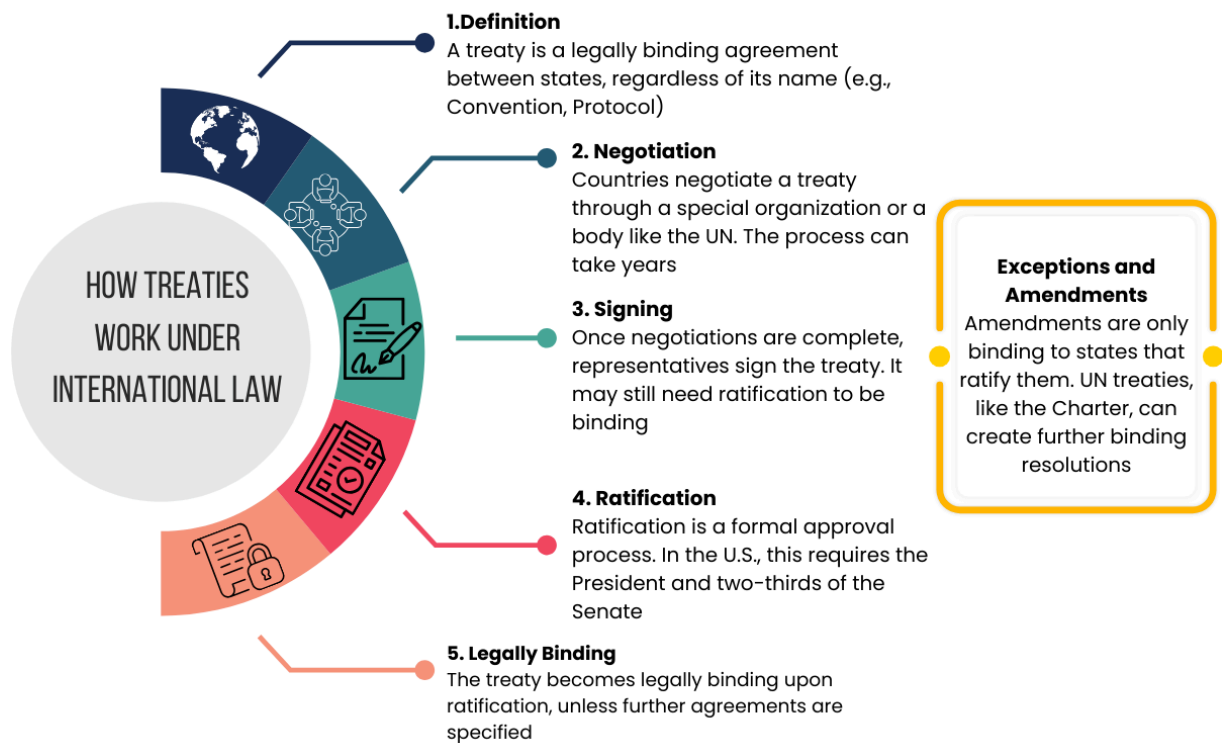 HOW TREATIES
WORK UNDER
INTERNATIONAL LAW
1.Definition
A treaty is a legally binding agreement
between states, regardless of its name (e.g.,
Convention, Protocol)
2. Negotiation
Countries negotiate a treaty
through a special organization or a
body like the UN. The process can
take years
3. Signing
Once negotiations are complete,
representatives sign the treaty. It
may still need ratification to be
binding
4. Ratification
Ratification is a formal approval
process. In the U.S., this requires the
President and two-thirds of the
Senate
5. Legally Binding
The treaty becomes legally binding upon
ratification, unless further agreements are
specified
Exceptions and
Amendments
Amendments are only
binding to states that
ratify them. UN treaties,
like the Charter, can
create further binding
resolutions